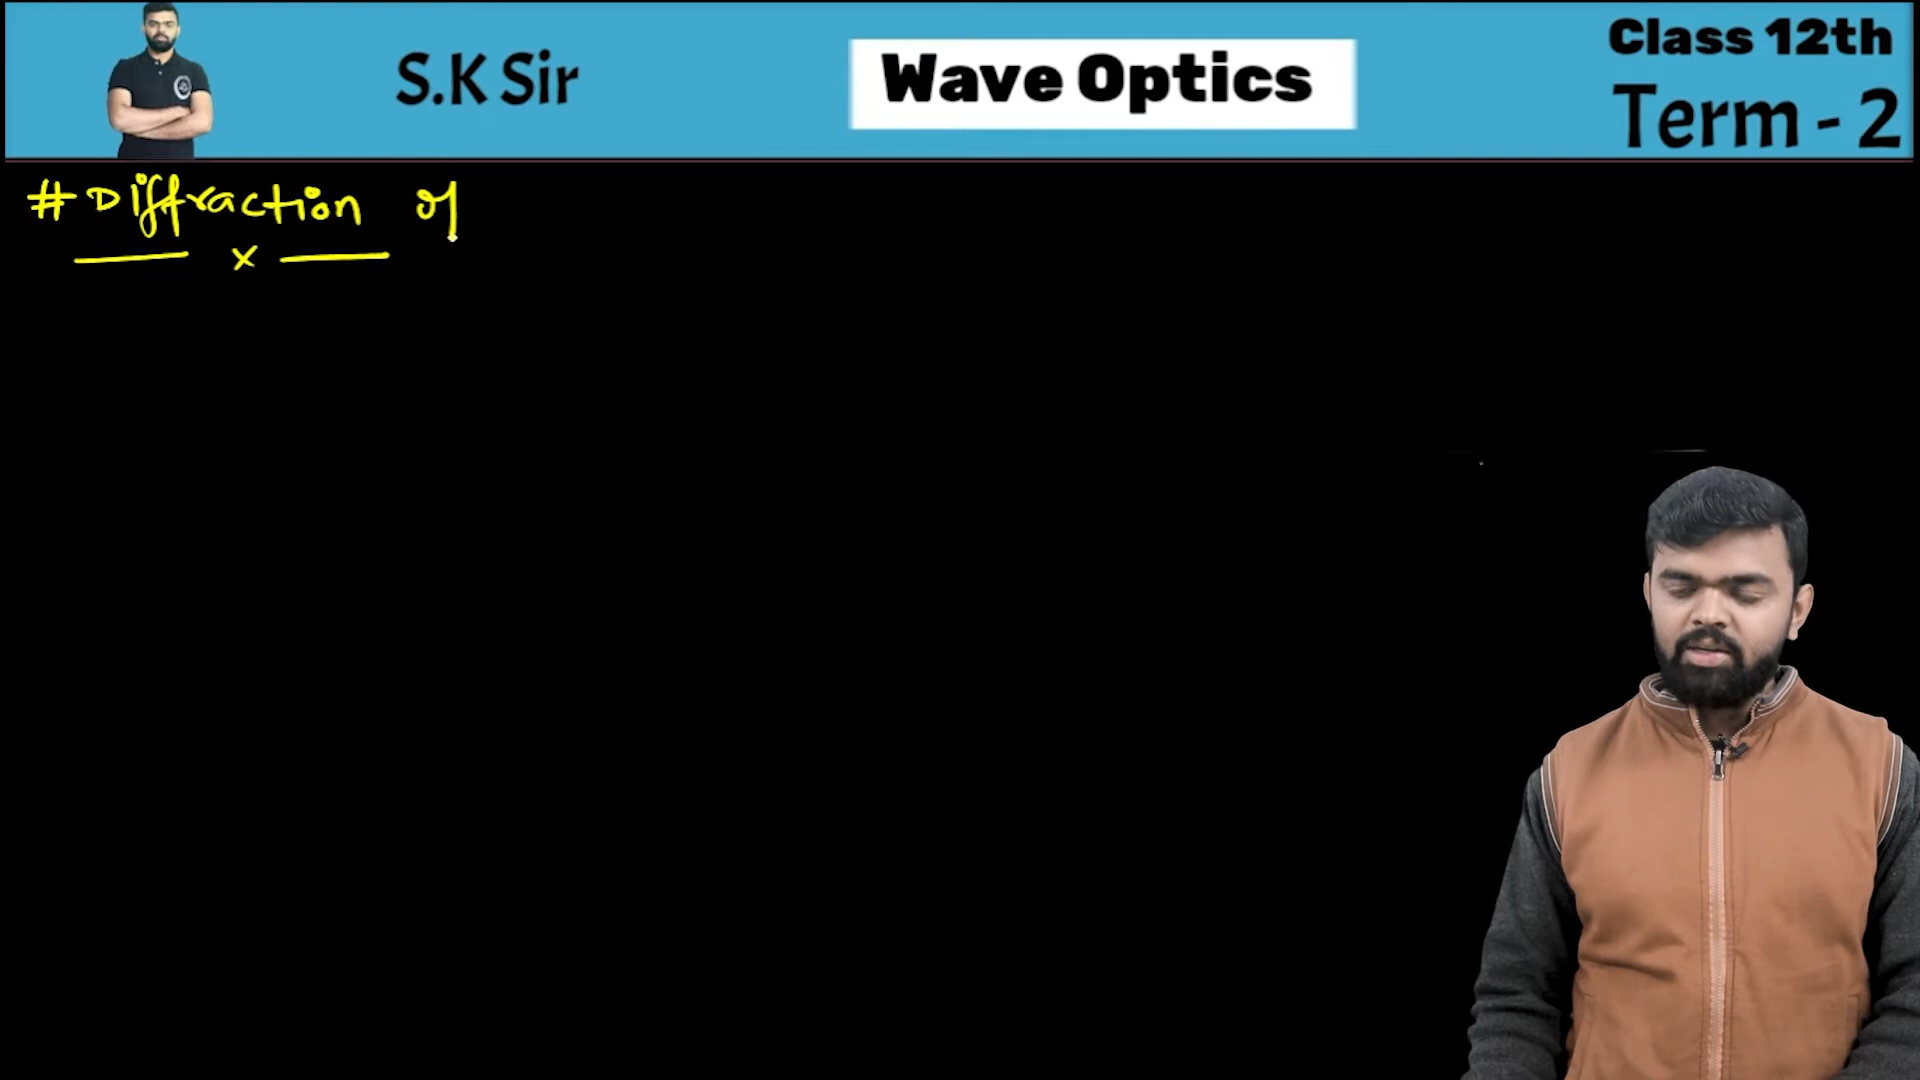 S.K Sir
Wave Optics
Class 12th
Term - 2
# Diffraction of
x